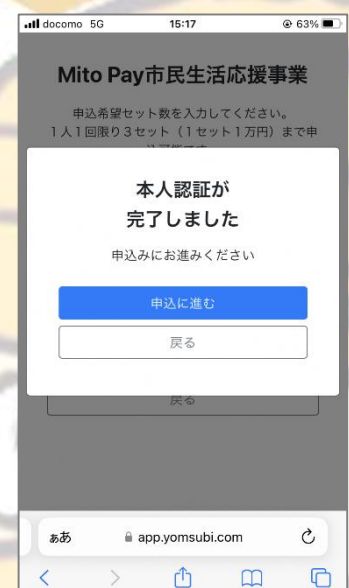 docomo 5G 15:17 63%
Mito Pay市民生活応援事業
申込希望セット数を入力してください。
1人1回限り3セット（1セット1万円）まで申
本人認証が
完了しました
申込みにお進みください
申込に進む
戻る
戻る
ぁあ app.yomsubi.com